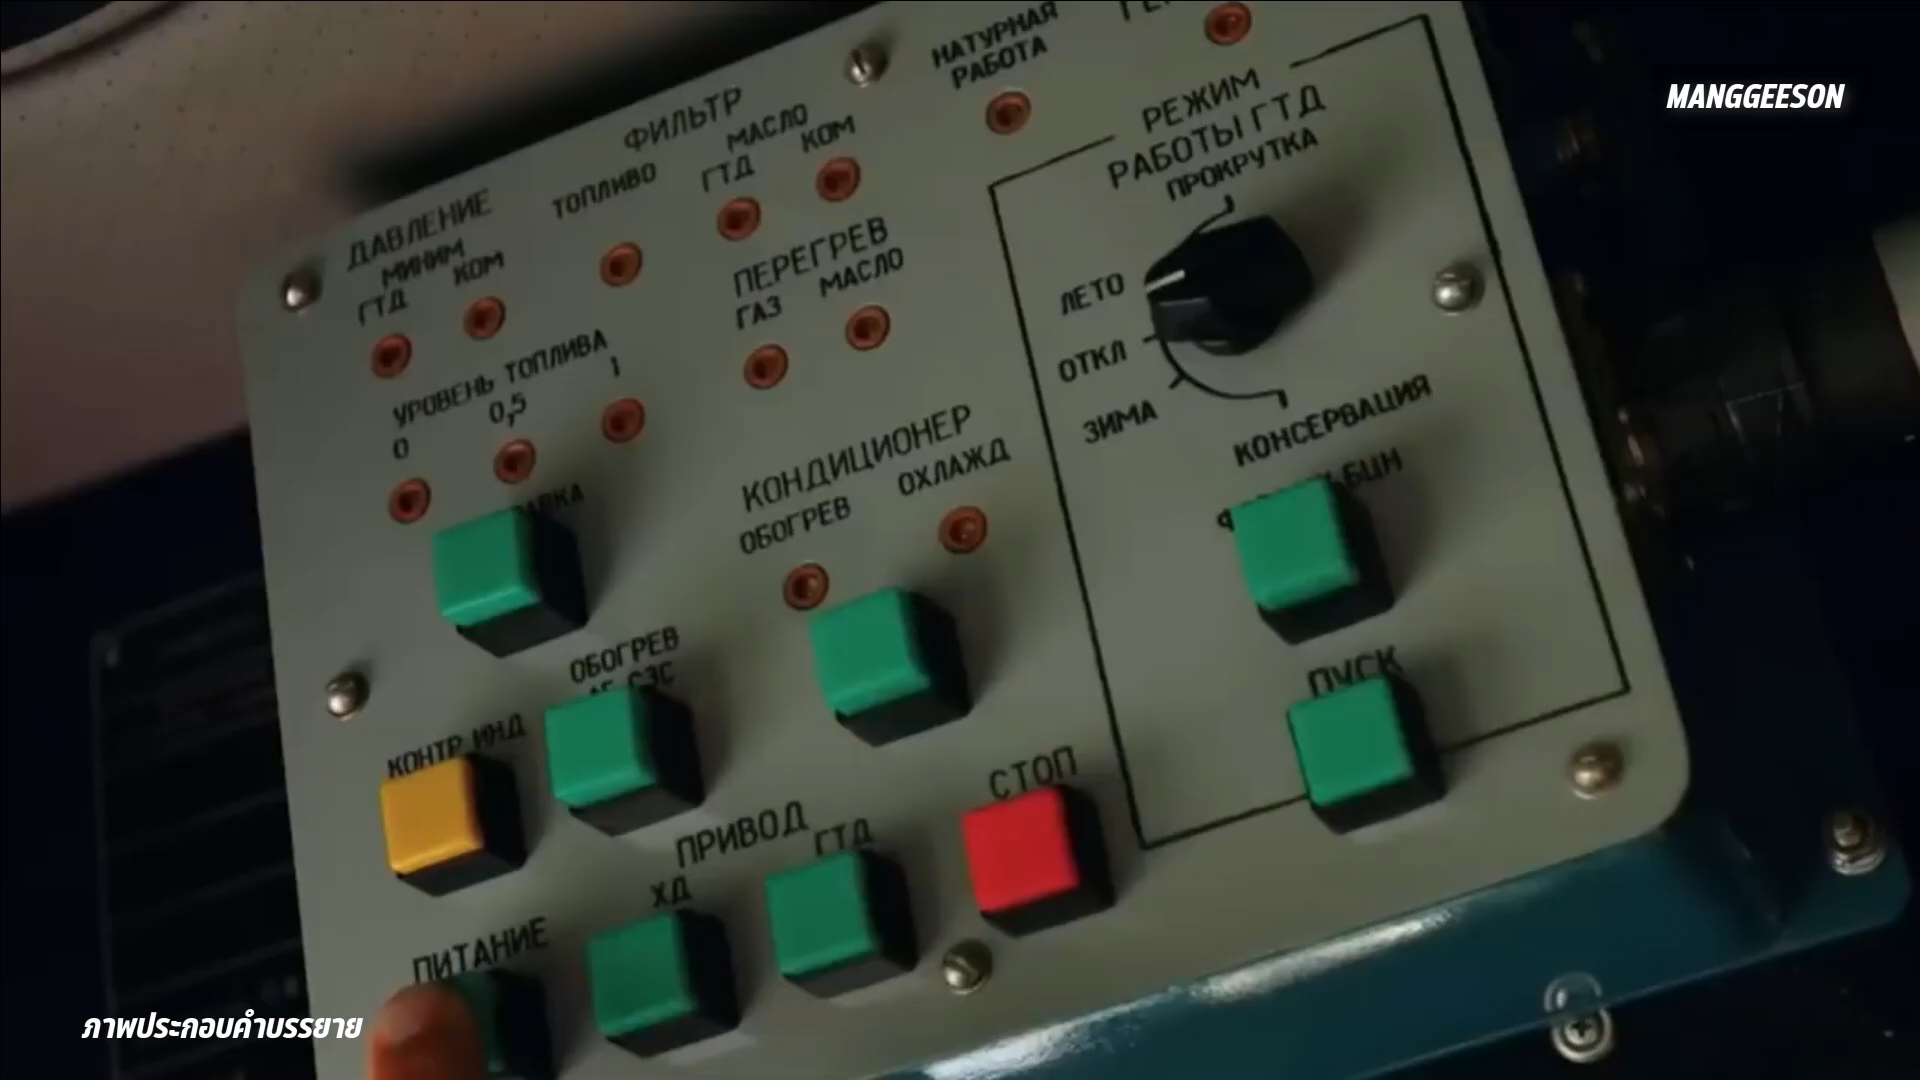 MANGGEESON
НАТУРНАЯ
РАБОТА
ФИЛЬТР
ТОПЛИВО
МАСЛО
ГТД
КОМ
ДАВЛЕНИЕ
МИНИМ
ГТД
КОМ
ПЕРЕГРЕВ
ГАЗ
МАСЛО
УРОВЕНЬ ТОПЛИВА
0
0,5
1
КОНДИЦИОНЕР
ОБОГРЕВ
ОХЛАЖД
РЕЖИМ
РАБОТЫ ГТД
ПРОКРУТКА
ЛЕТО
ОТКЛ
ЗИМА
КОНСЕРВАЦИЯ
БЦН
ПУСК
ОБОГРЕВ
СЗС
КОНТР ИНД
ПРИВОД
ХД
ГТД
СТОП
ПИТАНИЕ
ภาพประกอบคำบรรยาย